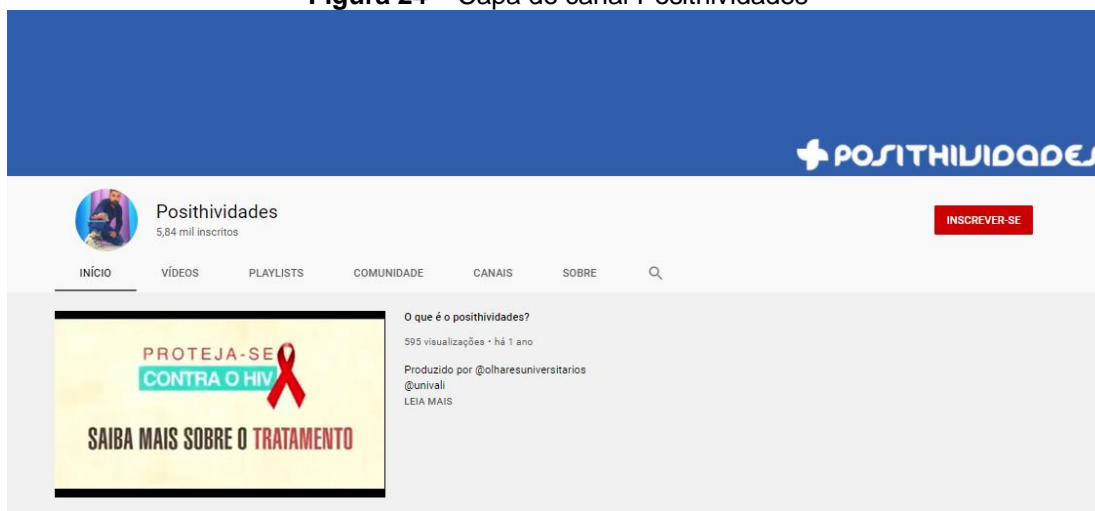 Figura 24 – Capa do canal Posithividades
POSITHIVIDADES
Posithividades
5,84 mil inscritos
INSCREVER-SE
INÍCIO VÍDEOS PLAYLISTS COMUNIDADE CANAIS SOBRE
PROTEJA-SE
CONTRA O HIV
SAIBA MAIS SOBRE O TRATAMENTO
O que é o posithividades?
595 visualizações • há 1 ano
Produzido por @olharesuniversitarios
@univali
LEIA MAIS